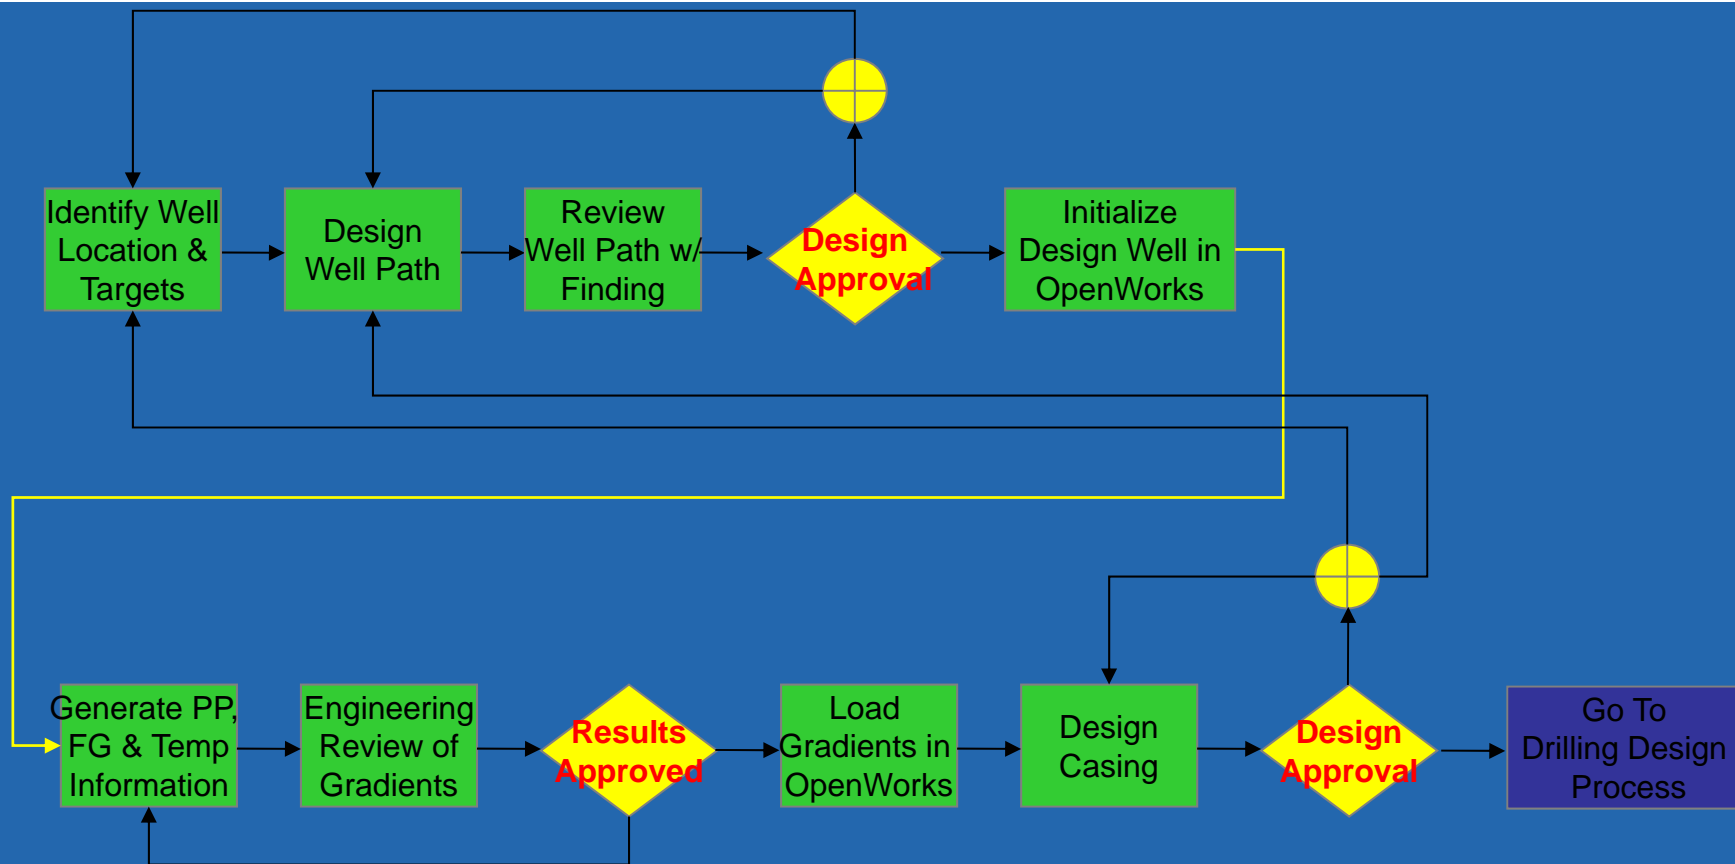 Identify Well
Location &
Targets
Design
Well Path
Review
Well Path w/
Finding
Design
Approval
Initialize
Design Well in
OpenWorks
Generate PP,
FG & Temp
Information
Engineering
Review of
Gradients
Results
Approved
Load
Gradients in
OpenWorks
Design
Casing
Design
Approval
Go To
Drilling Design
Process